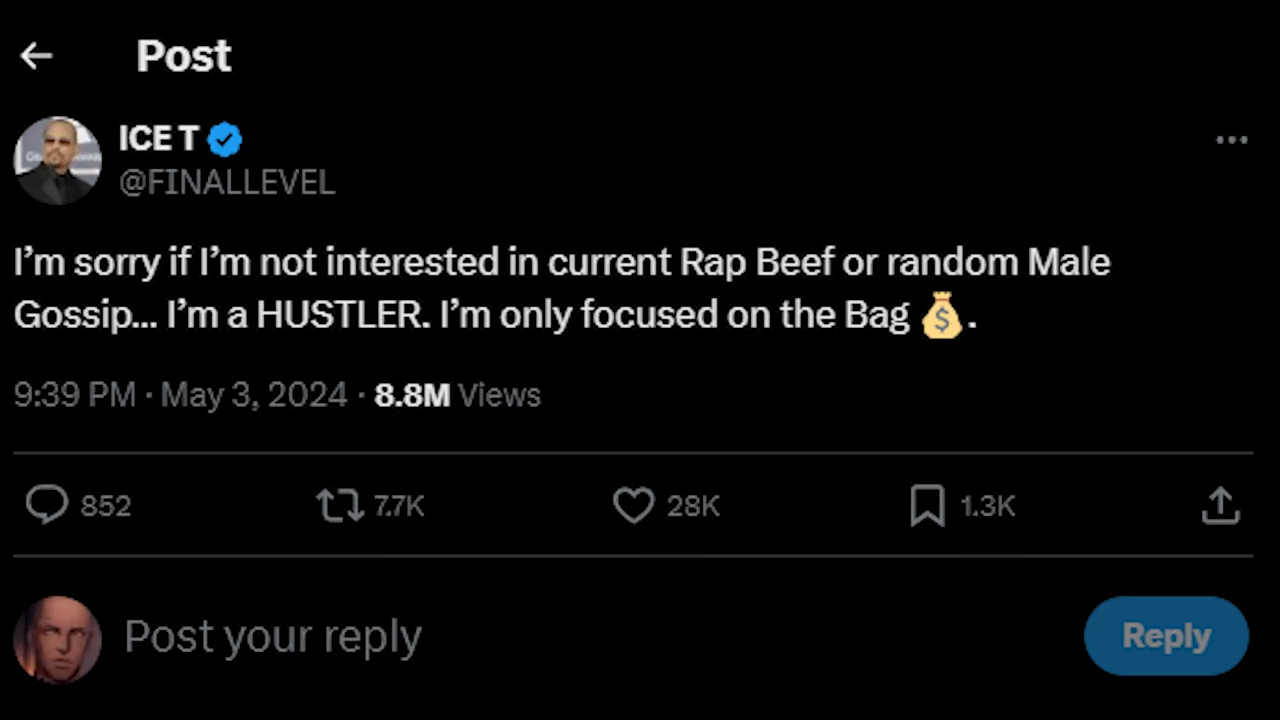 Post
ICE T
@FINALLEVEL
I’m sorry if I’m not interested in current Rap Beef or random Male
Gossip... I’m a HUSTLER. I’m only focused on the Bag 💰.
9:39 PM · May 3, 2024 · 8.8M Views
852 7.7K 28K 1.3K
Post your reply Reply